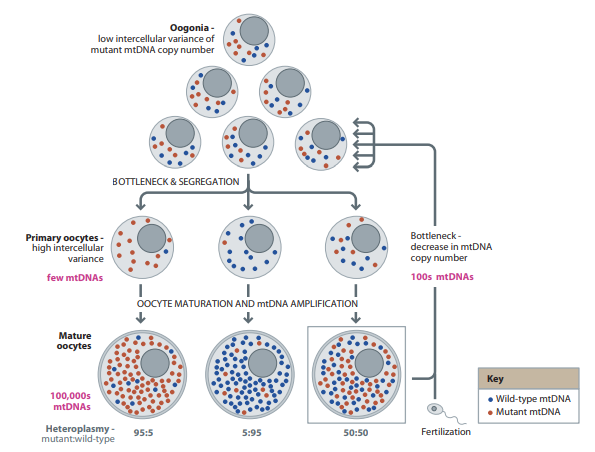 Oogonia -
low intercellular variance of
mutant mtDNA copy number
BOTTLENECK & SEGREGATION
Primary oocytes -
high intercellular
variance
few mtDNAs
Bottleneck -
decrease in mtDNA
copy number
100s mtDNAs
OOCYTE MATURATION AND mtDNA AMPLIFICATION
Mature
oocytes
100,000s
mtDNAs
Heteroplasmy -
mutant:wild-type
95:5
5:95
50:50
Fertilization
Key
Wild-type mtDNA
Mutant mtDNA